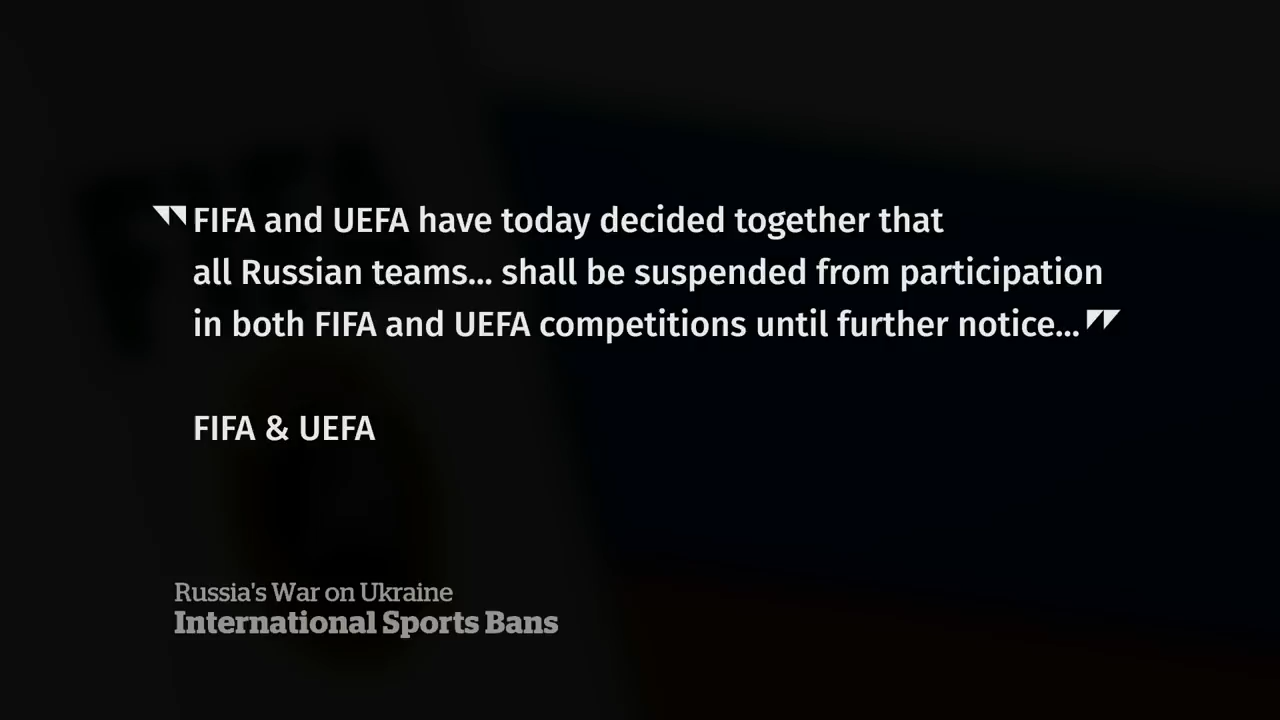 "FIFA and UEFA have today decided together that
all Russian teams... shall be suspended from participation
in both FIFA and UEFA competitions until further notice..."
FIFA & UEFA
Russia's War on Ukraine
International Sports Bans